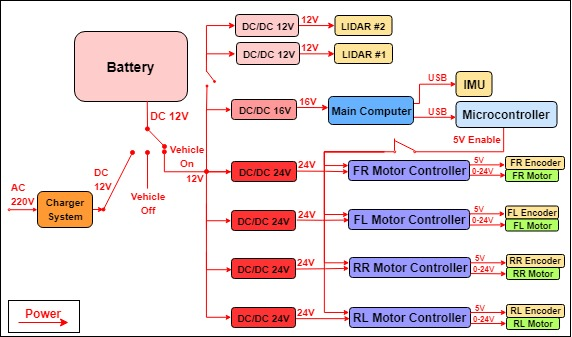 DC/DC 12V
12V
LIDAR #2
DC/DC 12V
12V
LIDAR #1
Battery
DC 12V
DC/DC 16V
16V
Main Computer
USB
IMU
USB
Microcontroller
5V Enable
Vehicle
On
12V
DC
12V
Vehicle
Off
AC
220V
Charger
System
DC/DC 24V
24V
FR Motor Controller
5V
0-24V
FR Encoder
FR Motor
DC/DC 24V
24V
FL Motor Controller
5V
0-24V
FL Encoder
FL Motor
DC/DC 24V
24V
RR Motor Controller
5V
0-24V
RR Encoder
RR Motor
DC/DC 24V
24V
RL Motor Controller
5V
0-24V
RL Encoder
RL Motor
Power